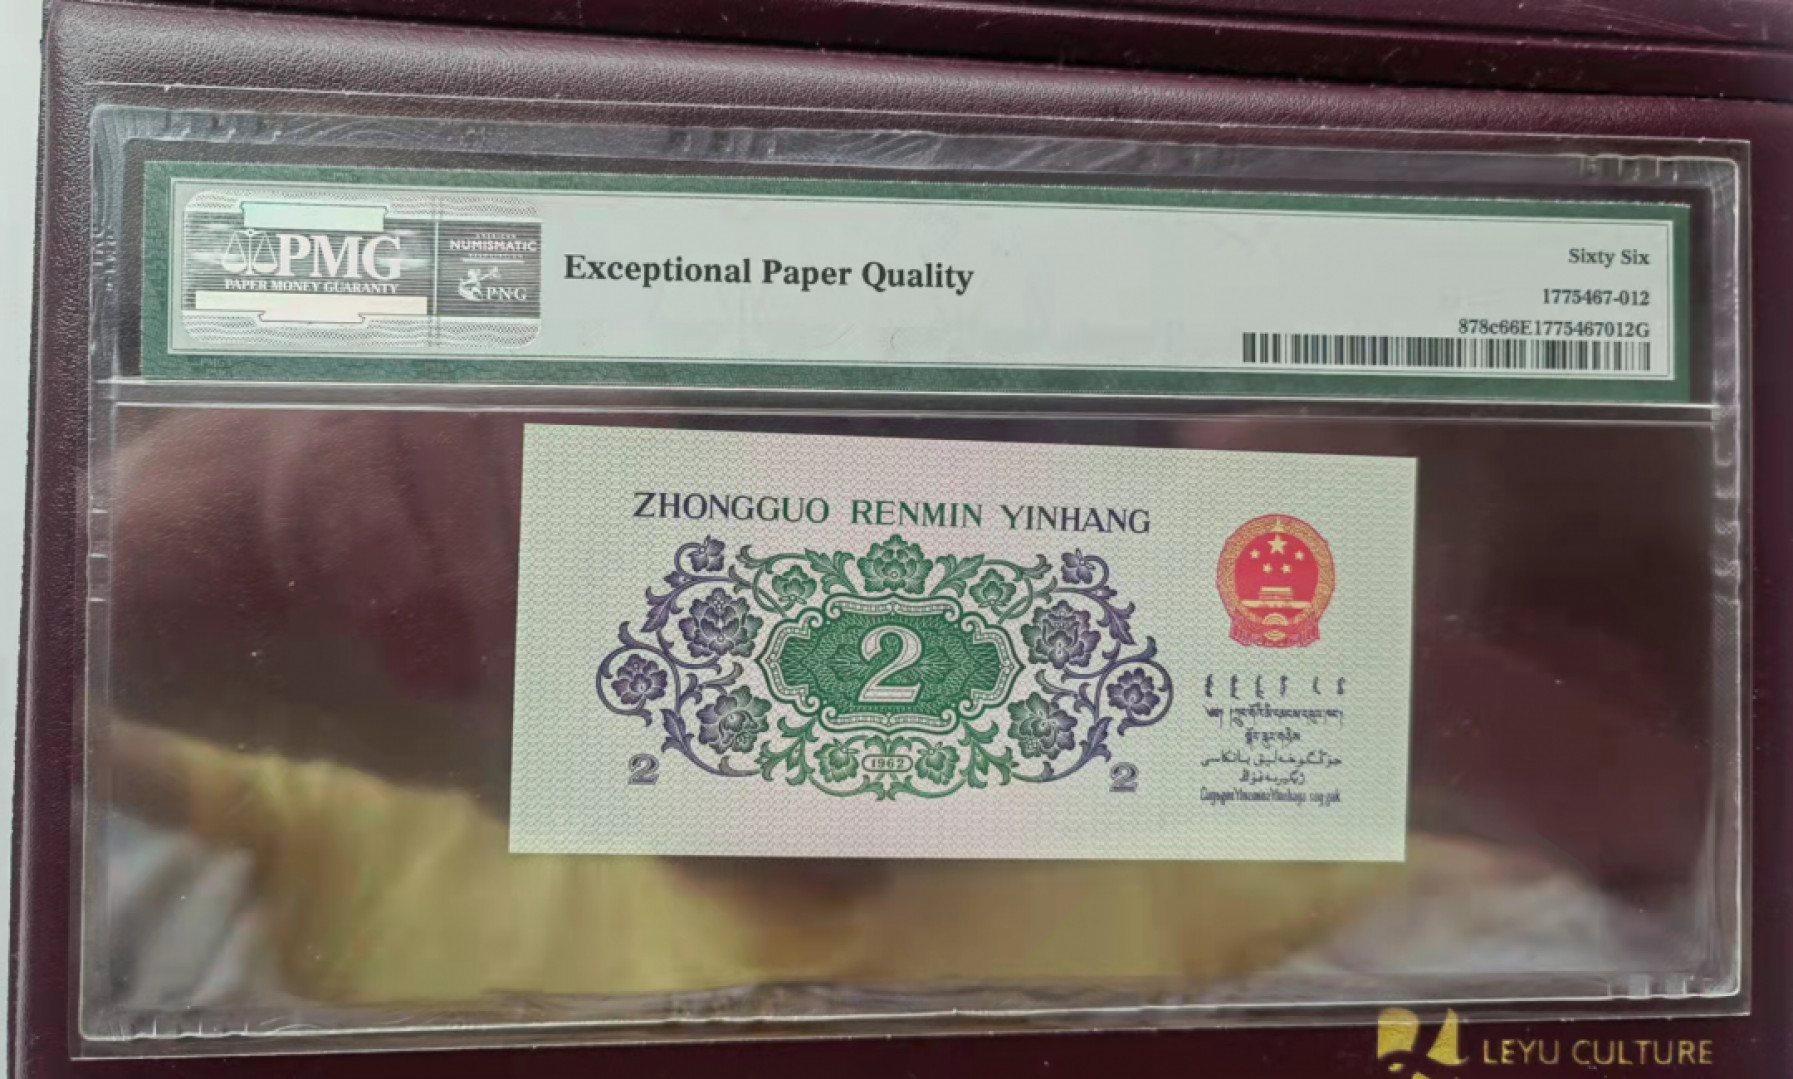 PMG
PAPER MONEY GUARANTY
NUMISMATIC
PNG
Exceptional Paper Quality
Sixty Six
1775467-012
878c66E1775467012G
ZHONGGUO RENMIN YINHANG
2
1962
2
2
LEYU CULTURE